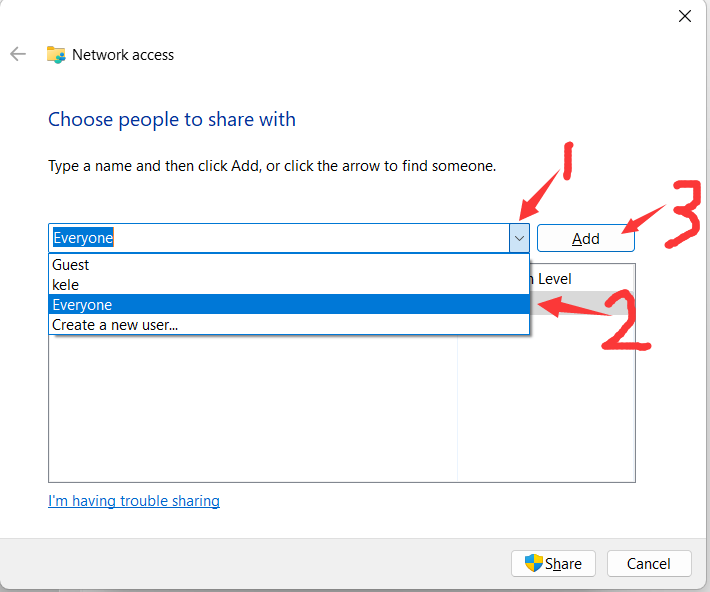 Network access
Choose people to share with
Type a name and then click Add, or click the arrow to find someone.
1
3
Everyone
Add
Guest
kele
Everyone
Create a new user...
Level
2
I'm having trouble sharing
Share
Cancel